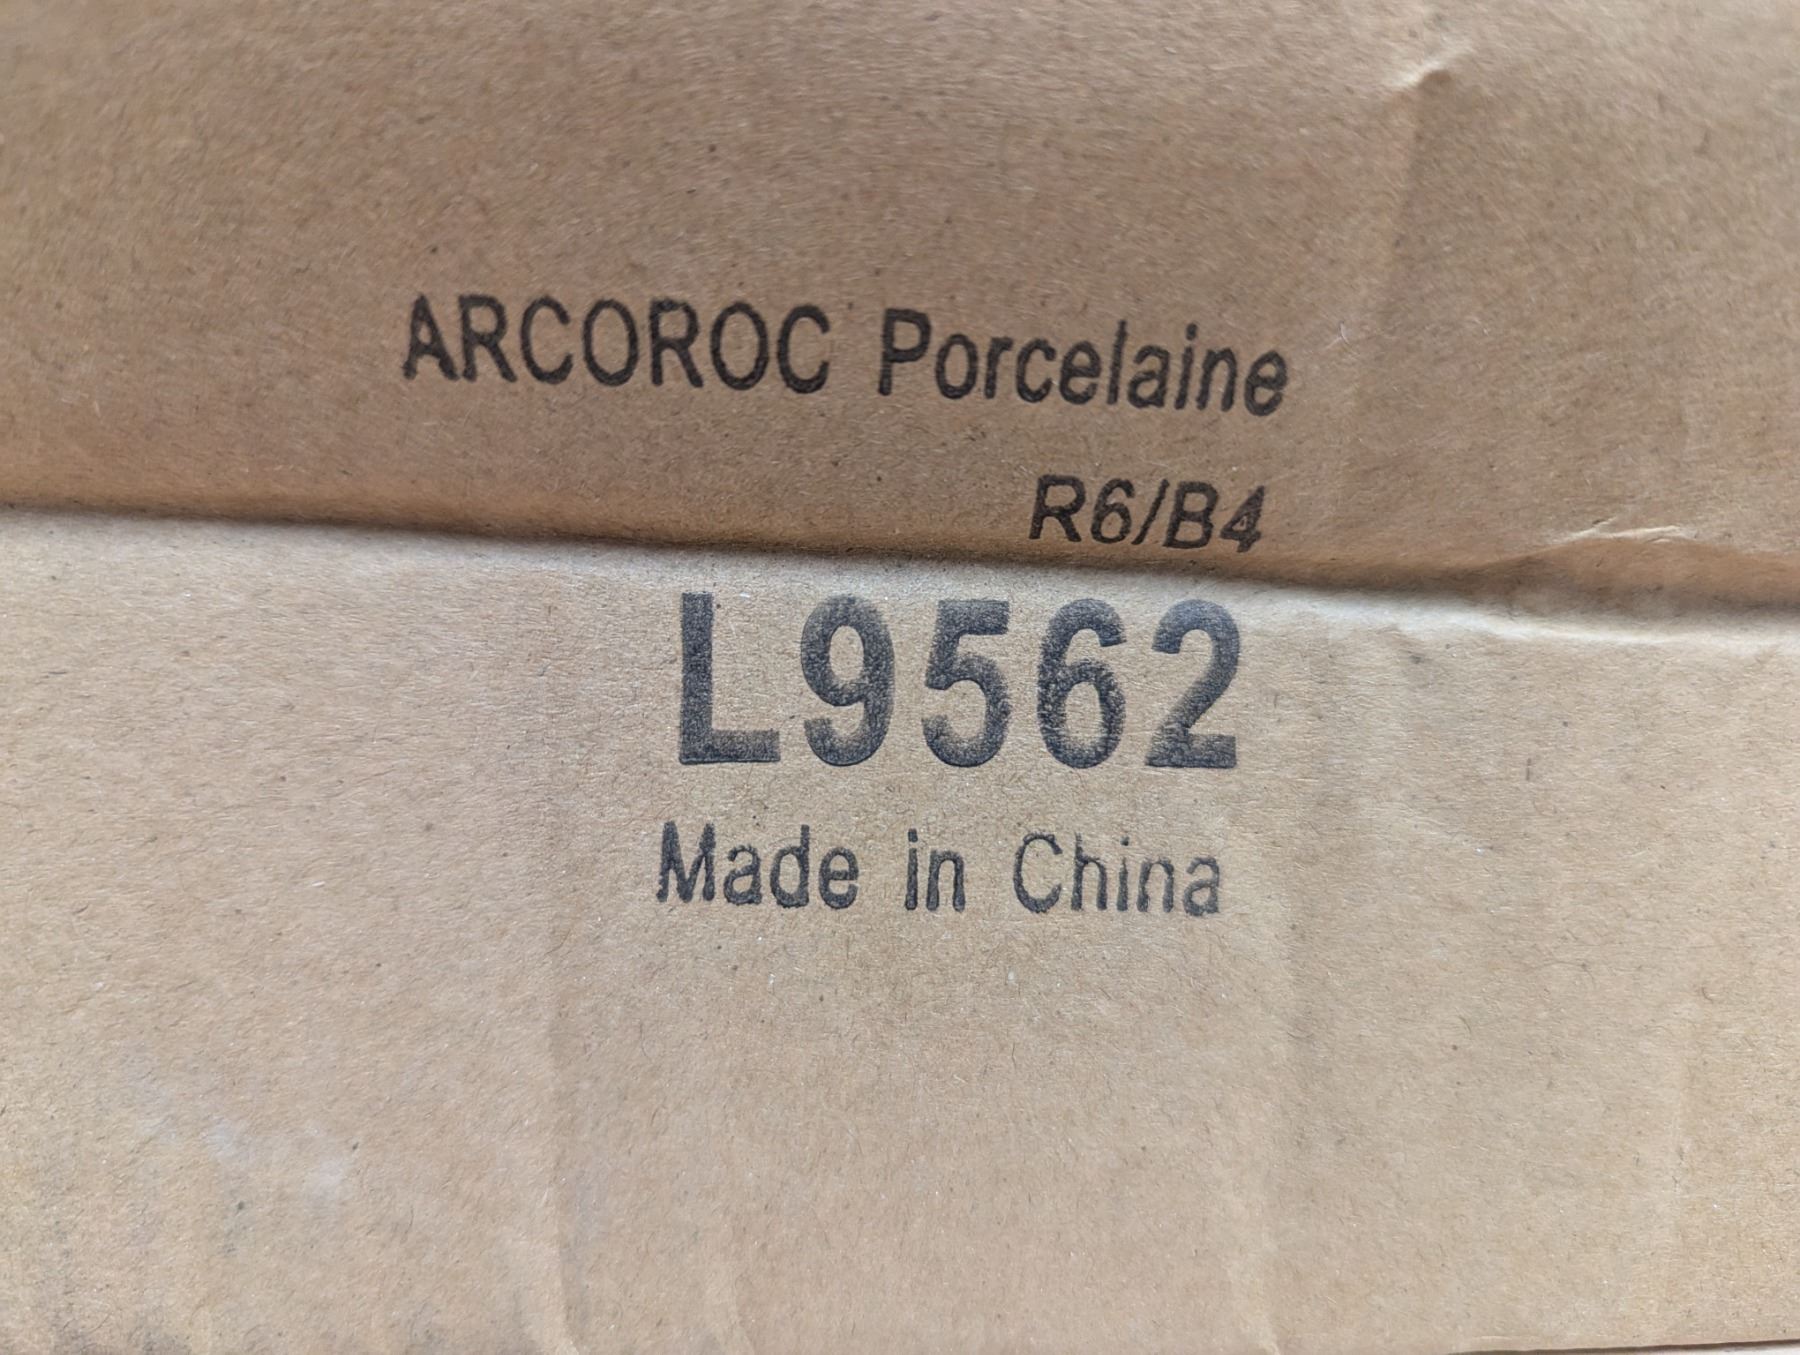 ARCOROC Porcelaine
R6/B4
L9562
Made in China